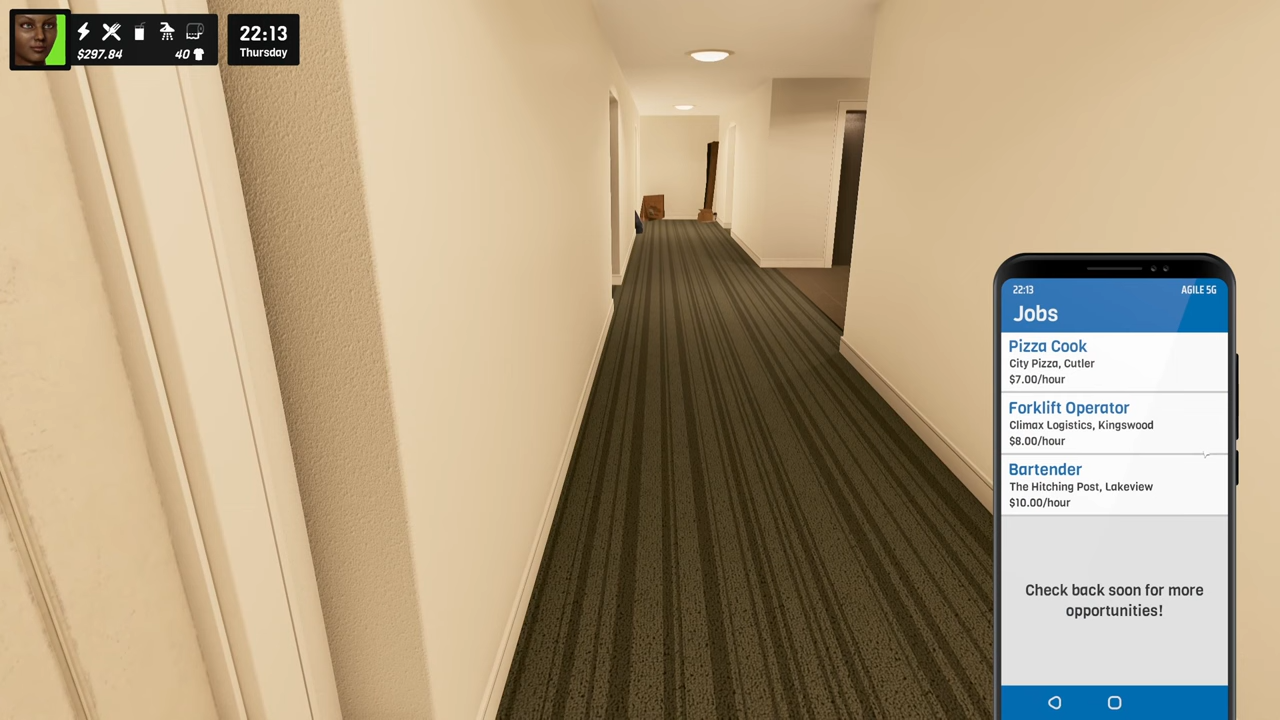 $297.84
40
22:13
Thursday
22:13
AGILE 5G
Jobs
Pizza Cook
City Pizza, Cutler
$7.00/hour
Forklift Operator
Climax Logistics, Kingswood
$8.00/hour
Bartender
The Hitching Post, Lakeview
$10.00/hour
Check back soon for more
opportunities!